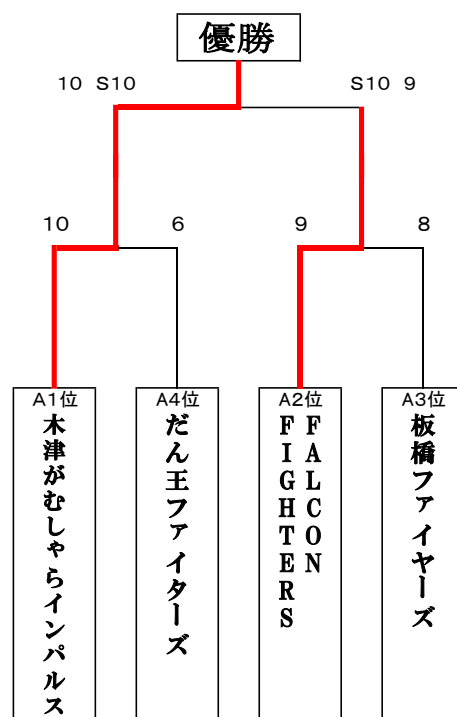 優勝
10 S10
S10 9
10
6
9
8
A1位
木津がむしゃらインパルス
A4位
だん王ファイターズ
A2位
FALCON
FIGHTERS
A3位
板橋ファイヤーズ